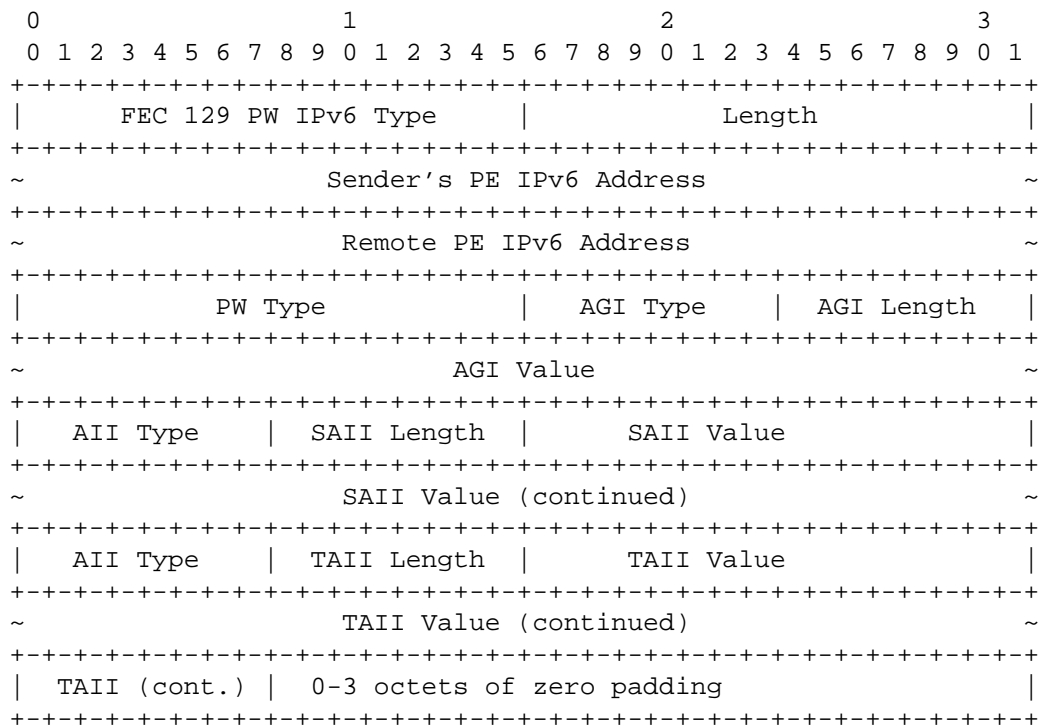 0                   1                   2                   3
 0 1 2 3 4 5 6 7 8 9 0 1 2 3 4 5 6 7 8 9 0 1 2 3 4 5 6 7 8 9 0 1
+-+-+-+-+-+-+-+-+-+-+-+-+-+-+-+-+-+-+-+-+-+-+-+-+-+-+-+-+-+-+-+-+
|      FEC 129 PW IPv6 Type     |            Length             |
+-+-+-+-+-+-+-+-+-+-+-+-+-+-+-+-+-+-+-+-+-+-+-+-+-+-+-+-+-+-+-+-+
~                   Sender’s PE IPv6 Address                    ~
+-+-+-+-+-+-+-+-+-+-+-+-+-+-+-+-+-+-+-+-+-+-+-+-+-+-+-+-+-+-+-+-+
~                    Remote PE IPv6 Address                     ~
+-+-+-+-+-+-+-+-+-+-+-+-+-+-+-+-+-+-+-+-+-+-+-+-+-+-+-+-+-+-+-+-+
|            PW Type            |   AGI Type    |  AGI Length   |
+-+-+-+-+-+-+-+-+-+-+-+-+-+-+-+-+-+-+-+-+-+-+-+-+-+-+-+-+-+-+-+-+
~                           AGI Value                           ~
+-+-+-+-+-+-+-+-+-+-+-+-+-+-+-+-+-+-+-+-+-+-+-+-+-+-+-+-+-+-+-+-+
|   AII Type    |  SAII Length  |      SAII Value               |
+-+-+-+-+-+-+-+-+-+-+-+-+-+-+-+-+-+-+-+-+-+-+-+-+-+-+-+-+-+-+-+-+
~                    SAII Value (continued)                     ~
+-+-+-+-+-+-+-+-+-+-+-+-+-+-+-+-+-+-+-+-+-+-+-+-+-+-+-+-+-+-+-+-+
|   AII Type    |  TAII Length  |      TAII Value               |
+-+-+-+-+-+-+-+-+-+-+-+-+-+-+-+-+-+-+-+-+-+-+-+-+-+-+-+-+-+-+-+-+
~                    TAII Value (continued)                     ~
+-+-+-+-+-+-+-+-+-+-+-+-+-+-+-+-+-+-+-+-+-+-+-+-+-+-+-+-+-+-+-+-+
|  TAII (cont.) |  0-3 octets of zero padding                   |
+-+-+-+-+-+-+-+-+-+-+-+-+-+-+-+-+-+-+-+-+-+-+-+-+-+-+-+-+-+-+-+-+